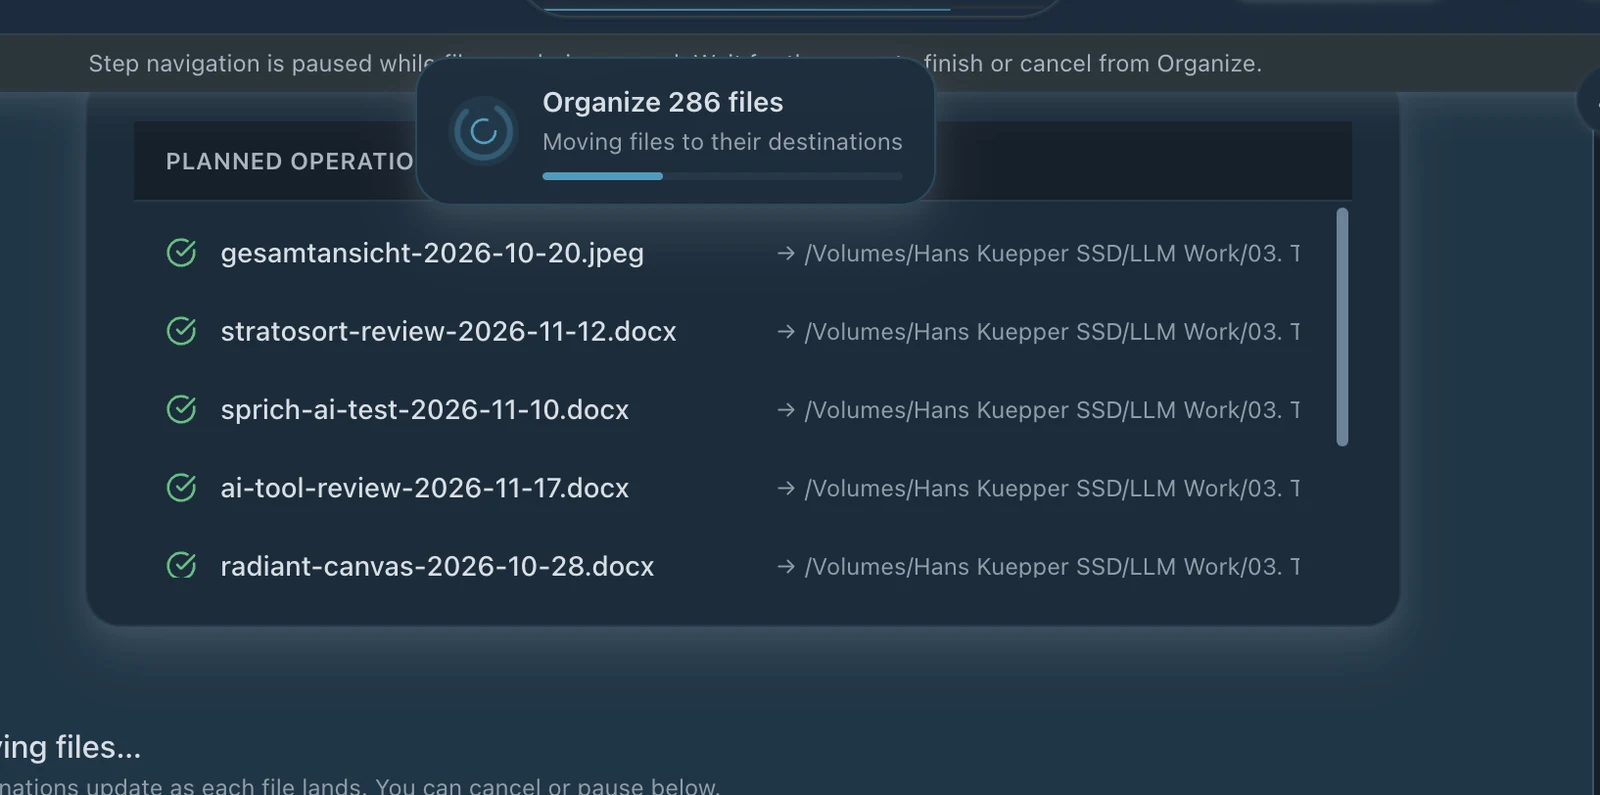 Step navigation is paused while finish or cancel from Organize.
Organize 286 files
Moving files to their destinations
PLANNED OPERATIO
gesamtansicht-2026-10-20.jpeg → /Volumes/Hans Kuepper SSD/LLM Work/03. T
stratosort-review-2026-11-12.docx → /Volumes/Hans Kuepper SSD/LLM Work/03. T
sprich-ai-test-2026-11-10.docx → /Volumes/Hans Kuepper SSD/LLM Work/03. T
ai-tool-review-2026-11-17.docx → /Volumes/Hans Kuepper SSD/LLM Work/03. T
radiant-canvas-2026-10-28.docx → /Volumes/Hans Kuepper SSD/LLM Work/03. T
ving files...
nations update as each file lands. You can cancel or pause below.